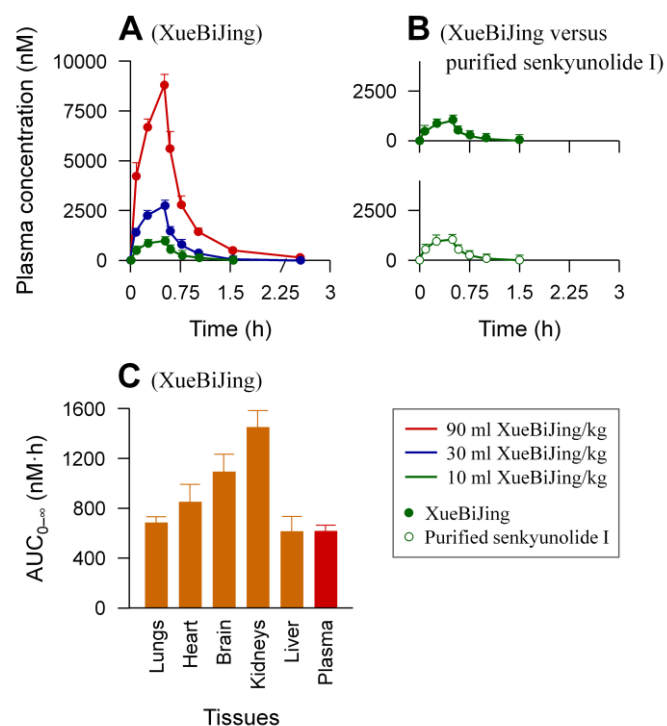 A (XueBiJing)
Plasma concentration (nM)
10000
7500
5000
2500
0
0 0.75 1.5 2.25 3
Time (h)
B (XueBiJing versus
purified senkyunolide I)
2500
0
2500
0
0 0.75 1.5 2.25 3
Time (h)
C (XueBiJing)
AUC0–∞ (nM·h)
1600
1200
800
400
0
Lungs
Heart
Brain
Kidneys
Liver
Plasma
Tissues
90 ml XueBiJing/kg
30 ml XueBiJing/kg
10 ml XueBiJing/kg
XueBiJing
Purified senkyunolide I